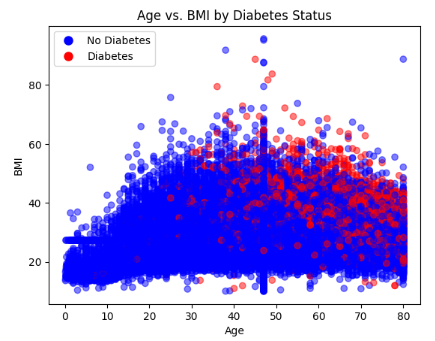 Age vs. BMI by Diabetes Status
No Diabetes
Diabetes
BMI
80
60
40
20
0 10 20 30 40 50 60 70 80
Age